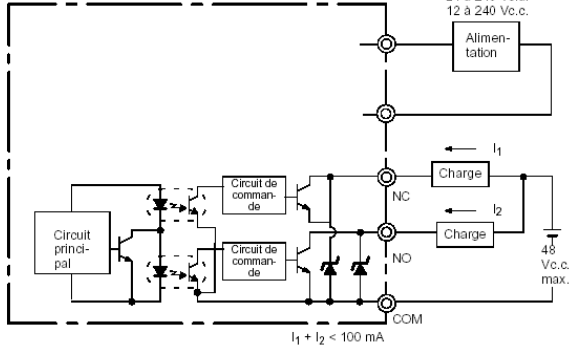 12 à 240 Vc.c.
Alimen-
tation
I1
Charge
NC
I2
Charge
NO
Circuit de
comman-
de
Circuit de
comman-
de
Circuit
princi-
pal
48
Vc.c.
max.
COM
I1 + I2 < 100 mA